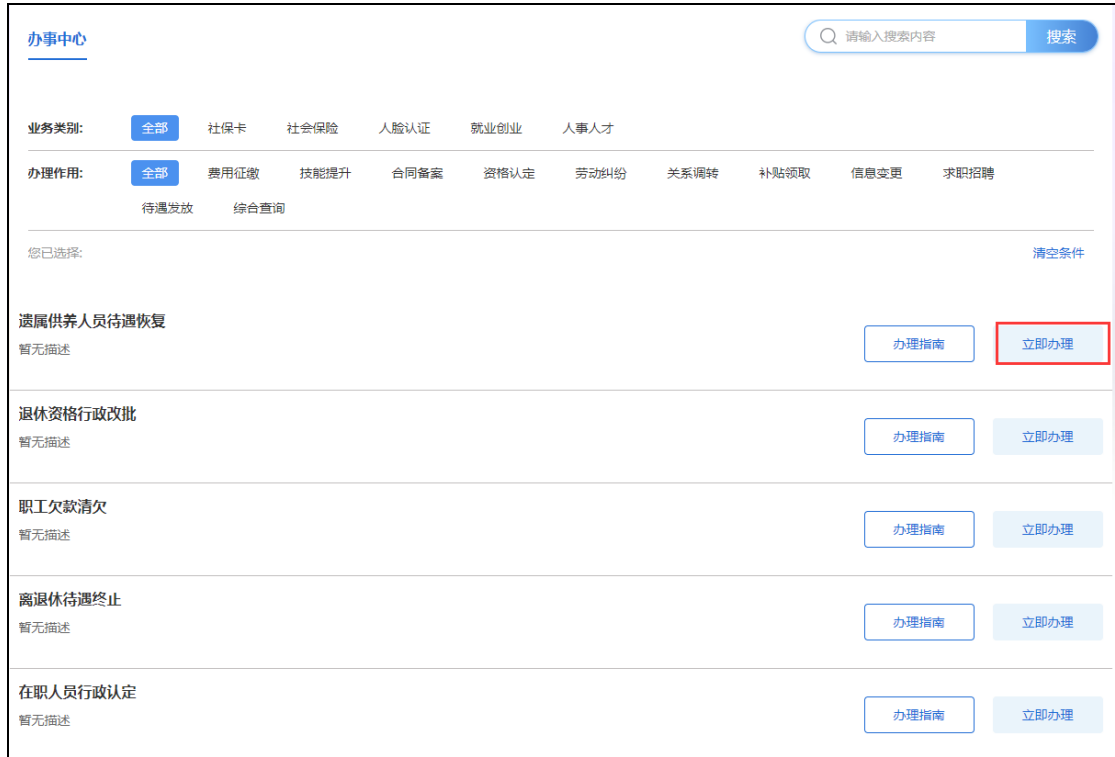 办事中心
请输入搜索内容 搜索
业务类别: 全部 社保卡 社会保险 人脸认证 就业创业 人事人才
办理作用: 全部 费用征缴 技能提升 合同备案 资格认定 劳动纠纷 关系调转 补贴领取 信息变更 求职招聘
待遇发放 综合查询
您已选择: 清空条件
遗属供养人员待遇恢复
暂无描述
办理指南 立即办理
退休资格行政改批
暂无描述
办理指南 立即办理
职工欠款清欠
暂无描述
办理指南 立即办理
离退休待遇终止
暂无描述
办理指南 立即办理
在职人员行政认定
暂无描述
办理指南 立即办理